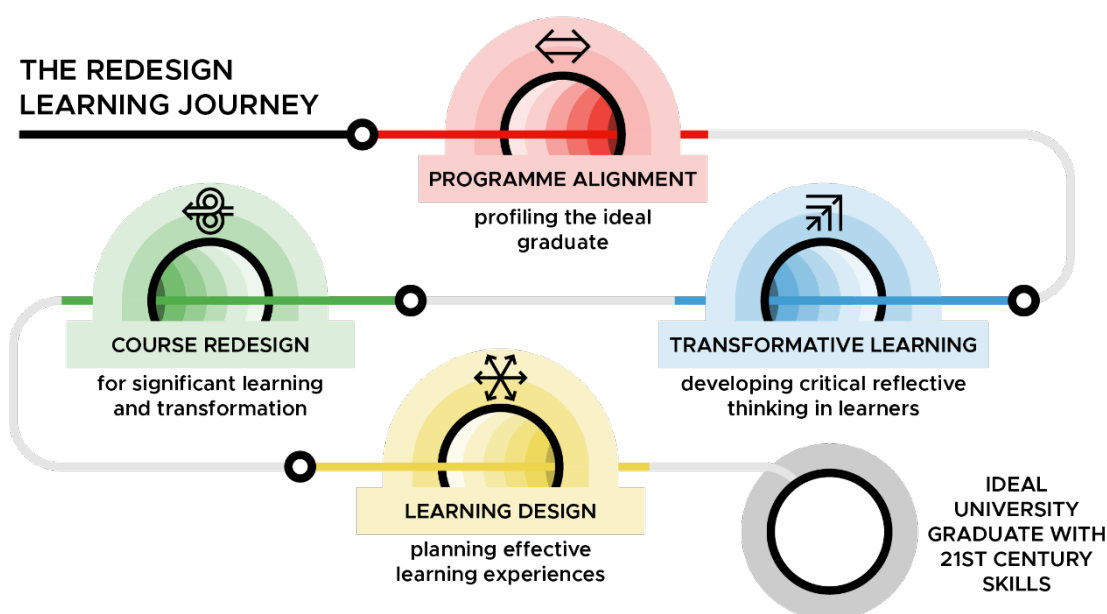 THE REDESIGN
LEARNING JOURNEY
PROGRAMME ALIGNMENT
profiling the ideal
graduate
TRANSFORMATIVE LEARNING
developing critical reflective
thinking in learners
COURSE REDESIGN
for significant learning
and transformation
LEARNING DESIGN
planning effective
learning experiences
IDEAL
UNIVERSITY
GRADUATE WITH
21ST CENTURY
SKILLS